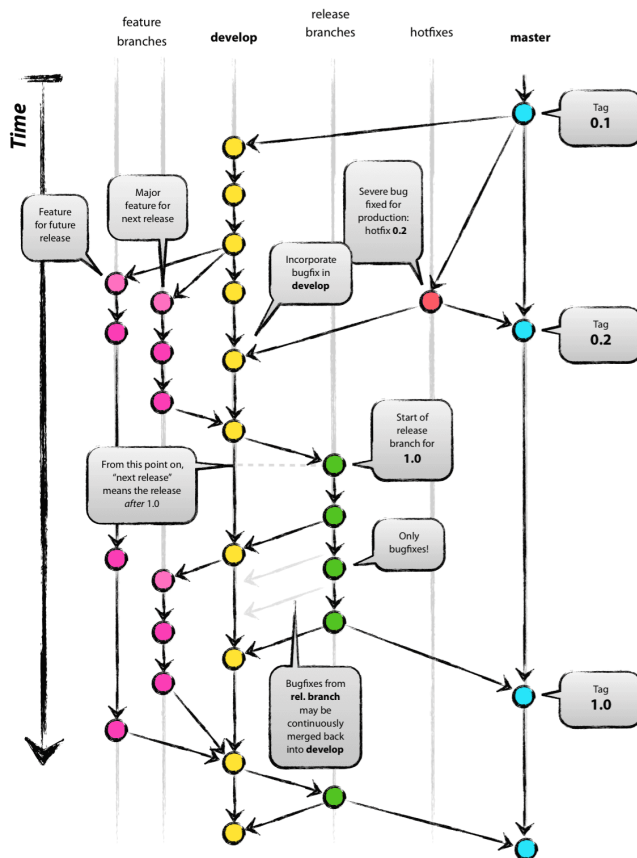 feature
branches
develop
release
branches
hotfixes
master
Time
Tag
0.1
Major
feature for
next release
Severe bug
fixed for
production:
hotfix 0.2
Feature
for future
release
Incorporate
bugfix in
develop
Tag
0.2
Start of
release
branch for
1.0
From this point on,
“next release”
means the release
after 1.0
Only
bugfixes!
Bugfixes from
rel. branch
may be
continuously
merged back
into develop
Tag
1.0